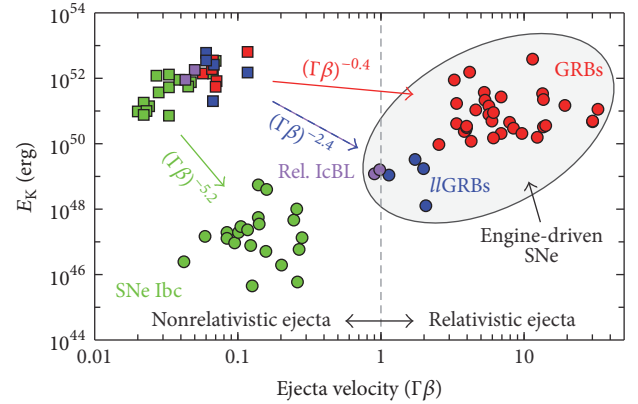 10^54
10^52
10^50
10^48
10^46
10^44
E_K (erg)
(Γβ)^−0.4
GRBs
(Γβ)^−2.4
(Γβ)^−5.2
Rel. IcBL
llGRBs
Engine-driven
SNe
SNe Ibc
Nonrelativistic ejecta
Relativistic ejecta
0.01
0.1
1
10
Ejecta velocity (Γβ)